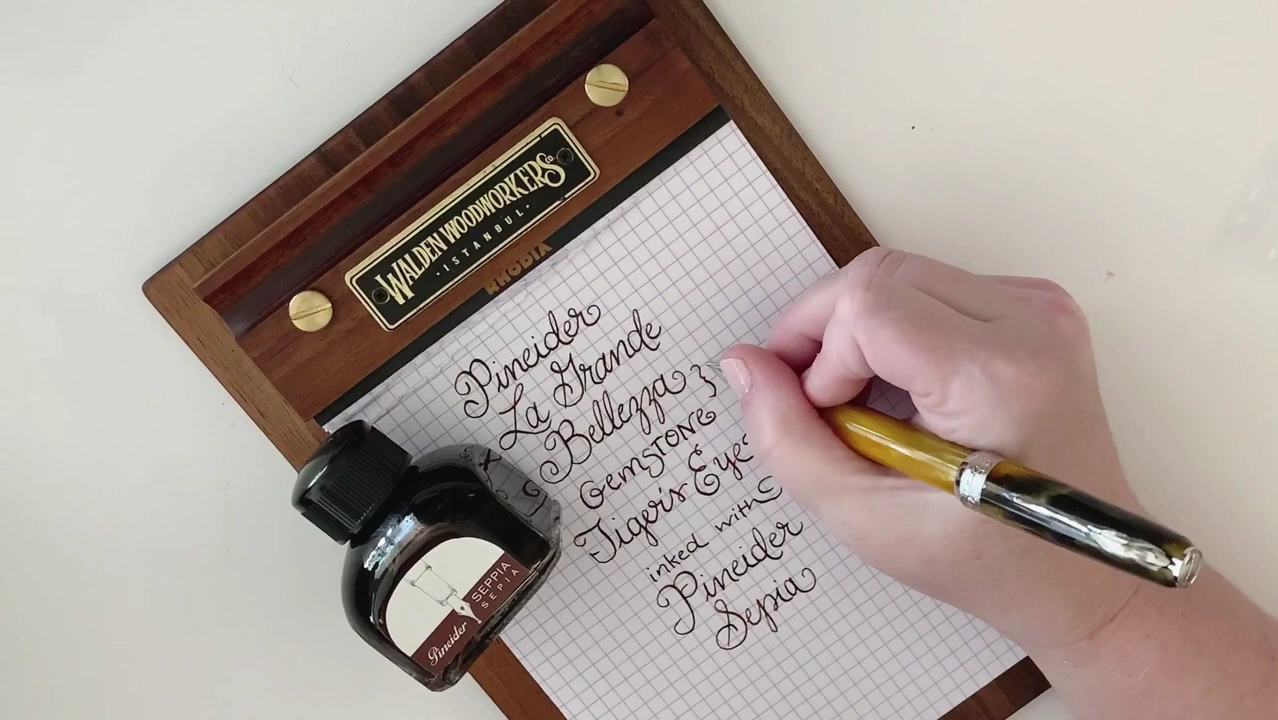 WALDEN WOODWORKERS Co
· ISTANBUL ·
RHODIA
Pineider
La Grande
Bellezza
GEMSTONE
Tiger's Eye
inked with
Pineider
Sepia
SEPPIA
SEPIA
Pineider